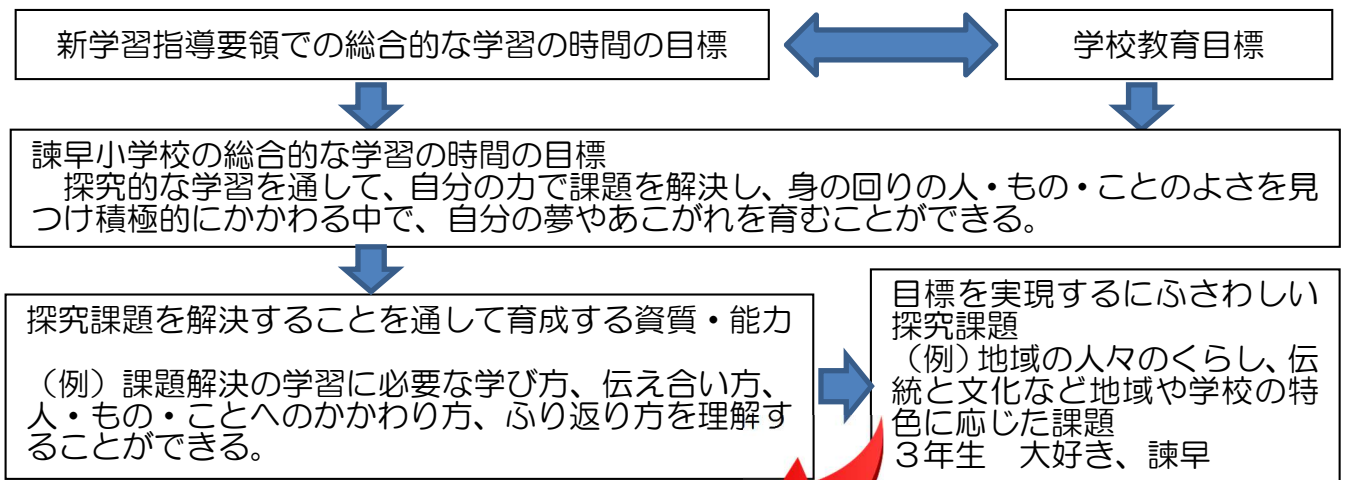 新学習指導要領での総合的な学習の時間の目標
学校教育目標
諫早小学校の総合的な学習の時間の目標
探究的な学習を通して、自分の力で課題を解決し、身の回りの人・もの・ことのよさを見
つけ積極的にかかわる中で、自分の夢やあこがれを育むことができる。
探究課題を解決することを通して育成する資質・能力
（例）課題解決の学習に必要な学び方、伝え合い方、
人・もの・ことへのかかわり方、ふり返り方を理解す
ることができる。
目標を実現するにふさわしい
探究課題
（例）地域の人々のくらし、伝
統と文化など地域や学校の特
色に応じた課題
３年生　大好き、諫早